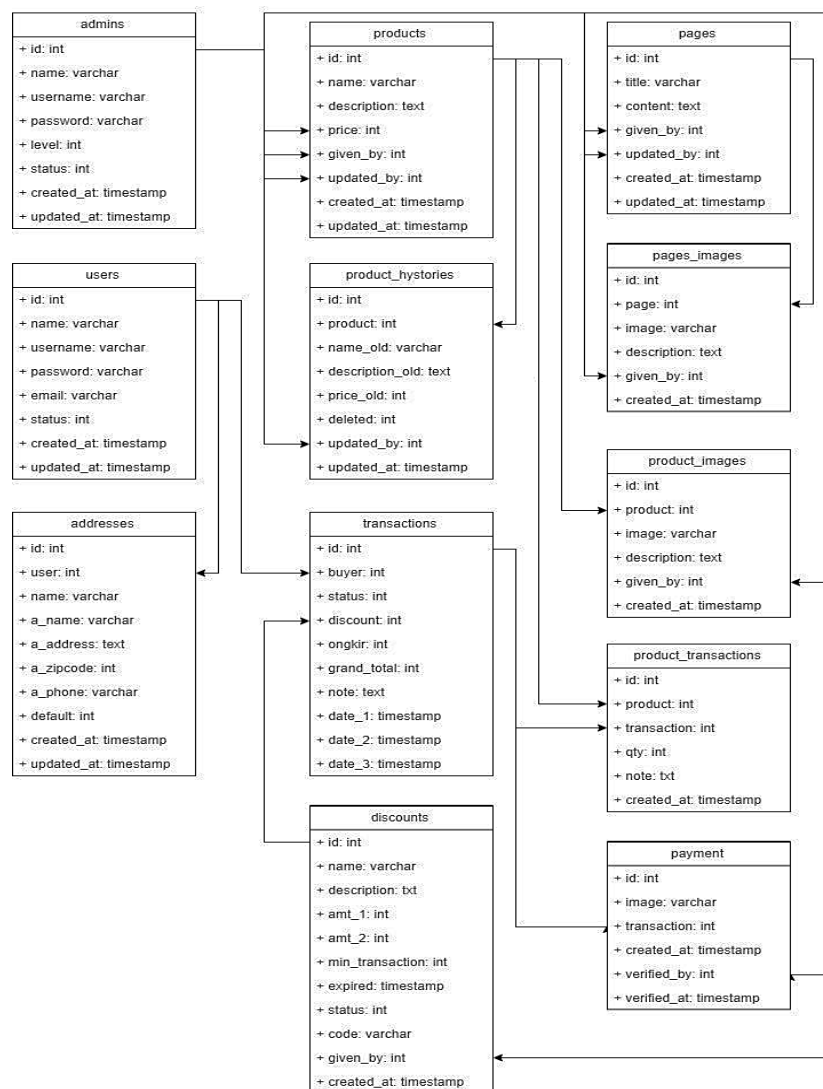 admins
+ id: int
+ name: varchar
+ username: varchar
+ password: varchar
+ level: int
+ status: int
+ created_at: timestamp
+ updated_at: timestamp
products
+ id: int
+ name: varchar
+ description: text
+ price: int
+ given_by: int
+ updated_by: int
+ created_at: timestamp
+ updated_at: timestamp
pages
+ id: int
+ title: varchar
+ content: text
+ given_by: int
+ updated_by: int
+ created_at: timestamp
+ updated_at: timestamp
users
+ id: int
+ name: varchar
+ username: varchar
+ password: varchar
+ email: varchar
+ status: int
+ created_at: timestamp
+ updated_at: timestamp
product_hystories
+ id: int
+ product: int
+ name_old: varchar
+ description_old: text
+ price_old: int
+ deleted: int
+ updated_by: int
+ updated_at: timestamp
pages_images
+ id: int
+ page: int
+ image: varchar
+ description: text
+ given_by: int
+ created_at: timestamp
product_images
+ id: int
+ product: int
+ image: varchar
+ description: text
+ given_by: int
+ created_at: timestamp
addresses
+ id: int
+ user: int
+ name: varchar
+ a_name: varchar
+ a_address: text
+ a_zipcode: int
+ a_phone: varchar
+ default: int
+ created_at: timestamp
+ updated_at: timestamp
transactions
+ id: int
+ buyer: int
+ status: int
+ discount: int
+ ongkir: int
+ grand_total: int
+ note: text
+ date_1: timestamp
+ date_2: timestamp
+ date_3: timestamp
product_transactions
+ id: int
+ product: int
+ transaction: int
+ qty: int
+ note: txt
+ created_at: timestamp
discounts
+ id: int
+ name: varchar
+ description: txt
+ amt_1: int
+ amt_2: int
+ min_transaction: int
+ expired: timestamp
+ status: int
+ code: varchar
+ given_by: int
+ created_at: timestamp
payment
+ id: int
+ image: varchar
+ transaction: int
+ created_at: timestamp
+ verified_by: int
+ verified_at: timestamp